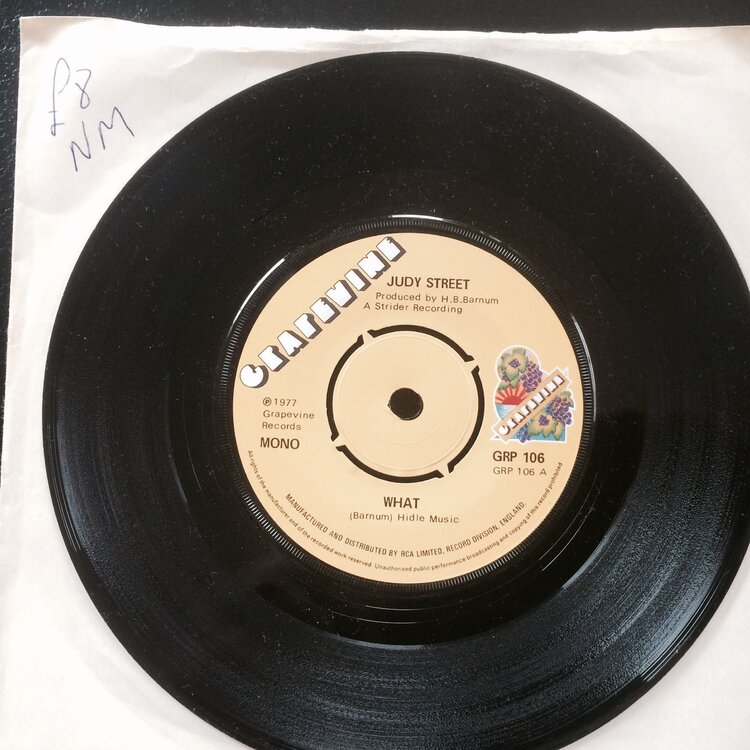 £8
NM
GRAPEVINE
JUDY STREET
Produced by H.B.Barnum
A Strider Recording
℗ 1977
Grapevine
Records
MONO
GRAPEVINE
GRP 106
GRP 106 A
WHAT
(Barnum) Hidle Music
MANUFACTURED AND DISTRIBUTED BY RCA LIMITED, RECORD DIVISION, ENGLAND.
All rights of the manufacturer and of the recorded work reserved. Unauthorised public performance broadcasting and copying of this record prohibited